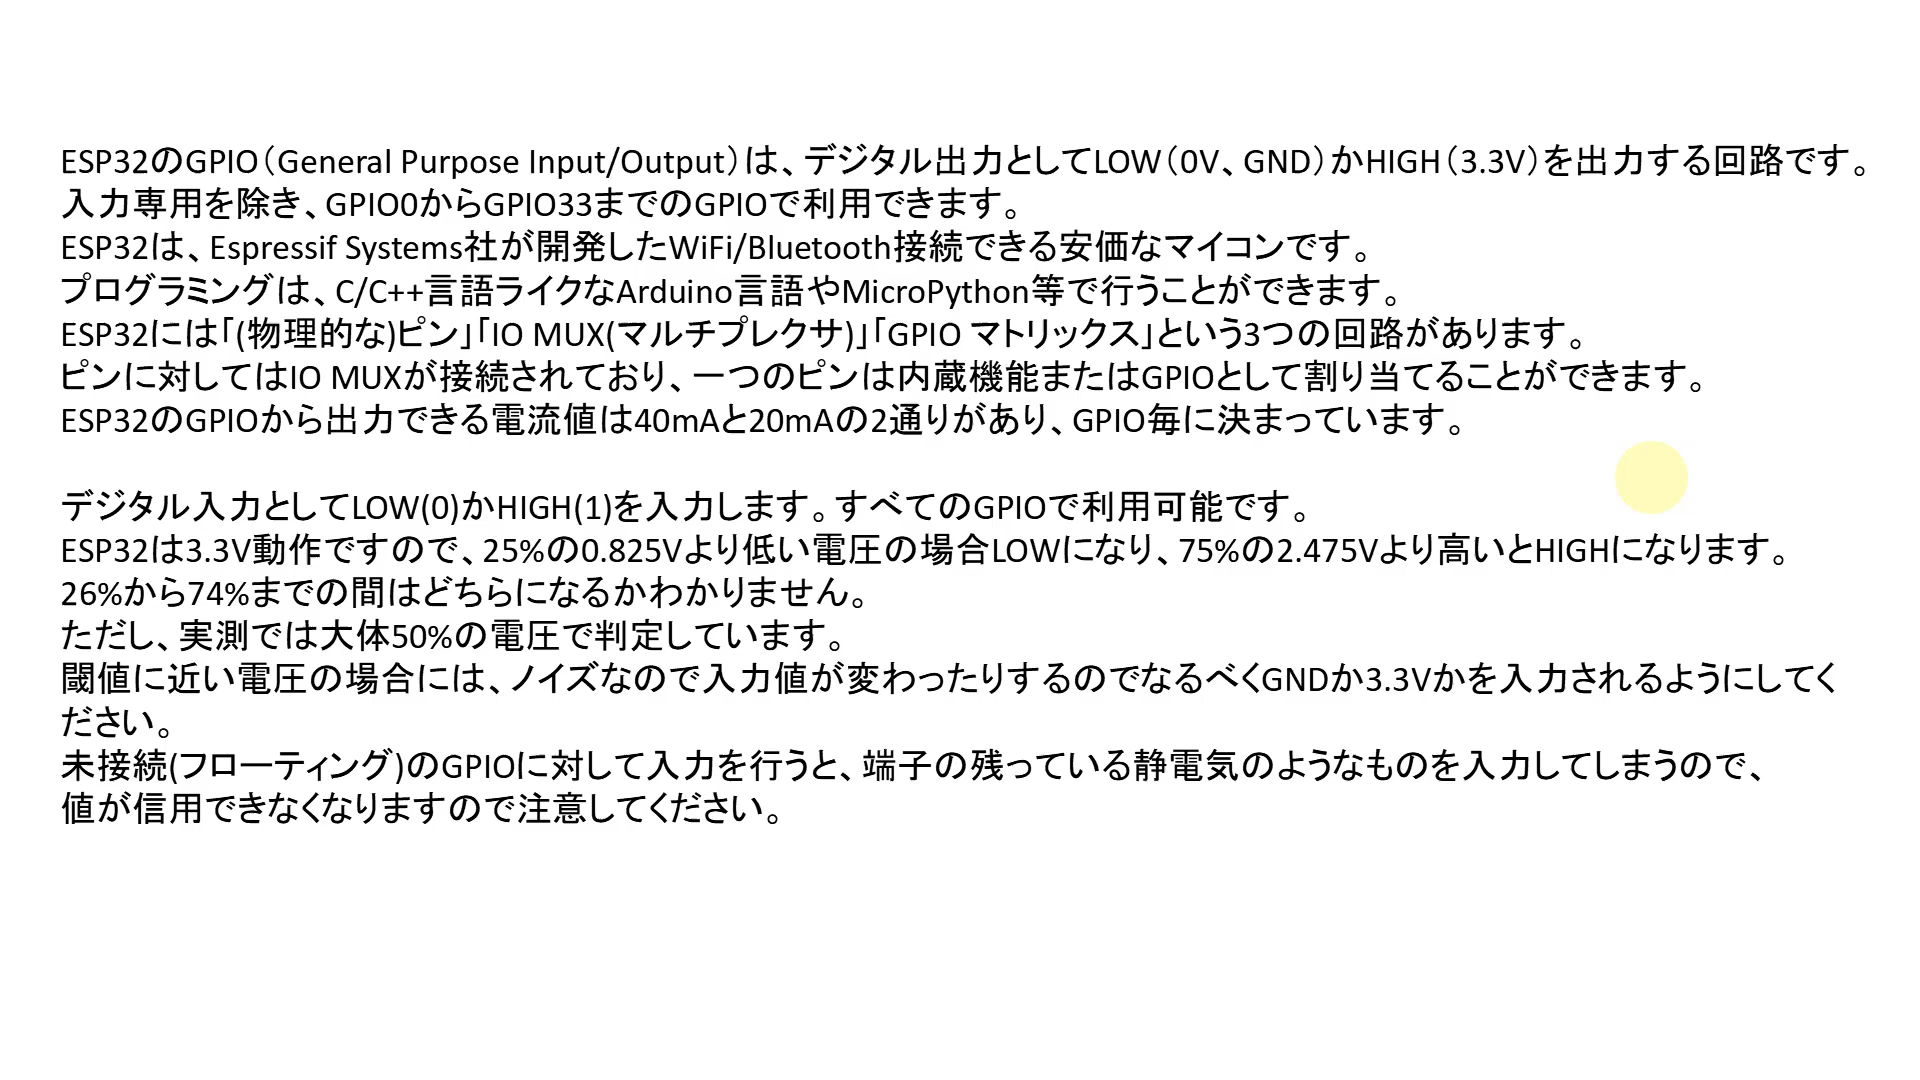 ESP32のGPIO（General Purpose Input/Output）は、デジタル出力としてLOW（0V、GND）かHIGH（3.3V）を出力する回路です。
入力専用を除き、GPIO0からGPIO33までのGPIOで利用できます。
ESP32は、Espressif Systems社が開発したWiFi/Bluetooth接続できる安価なマイコンです。
プログラミングは、C/C++言語ライクなArduino言語やMicroPython等で行うことができます。
ESP32には「(物理的な)ピン」「IO MUX(マルチプレクサ)」「GPIO マトリックス」という3つの回路があります。
ピンに対してはIO MUXが接続されており、一つのピンは内蔵機能またはGPIOとして割り当てることができます。
ESP32のGPIOから出力できる電流値は40mAと20mAの2通りがあり、GPIO毎に決まっています。
デジタル入力としてLOW(0)かHIGH(1)を入力します。すべてのGPIOで利用可能です。
ESP32は3.3V動作ですので、25%の0.825Vより低い電圧の場合LOWになり、75%の2.475Vより高いとHIGHになります。
26%から74%までの間はどちらになるかわかりません。
ただし、実測では大体50%の電圧で判定しています。
閾値に近い電圧の場合には、ノイズなので入力値が変わったりするのでなるべくGNDか3.3Vかを入力されるようにしてく
ださい。
未接続(フローティング)のGPIOに対して入力を行うと、端子の残っている静電気のようなものを入力してしまうので、
値が信用できなくなりますので注意してください。